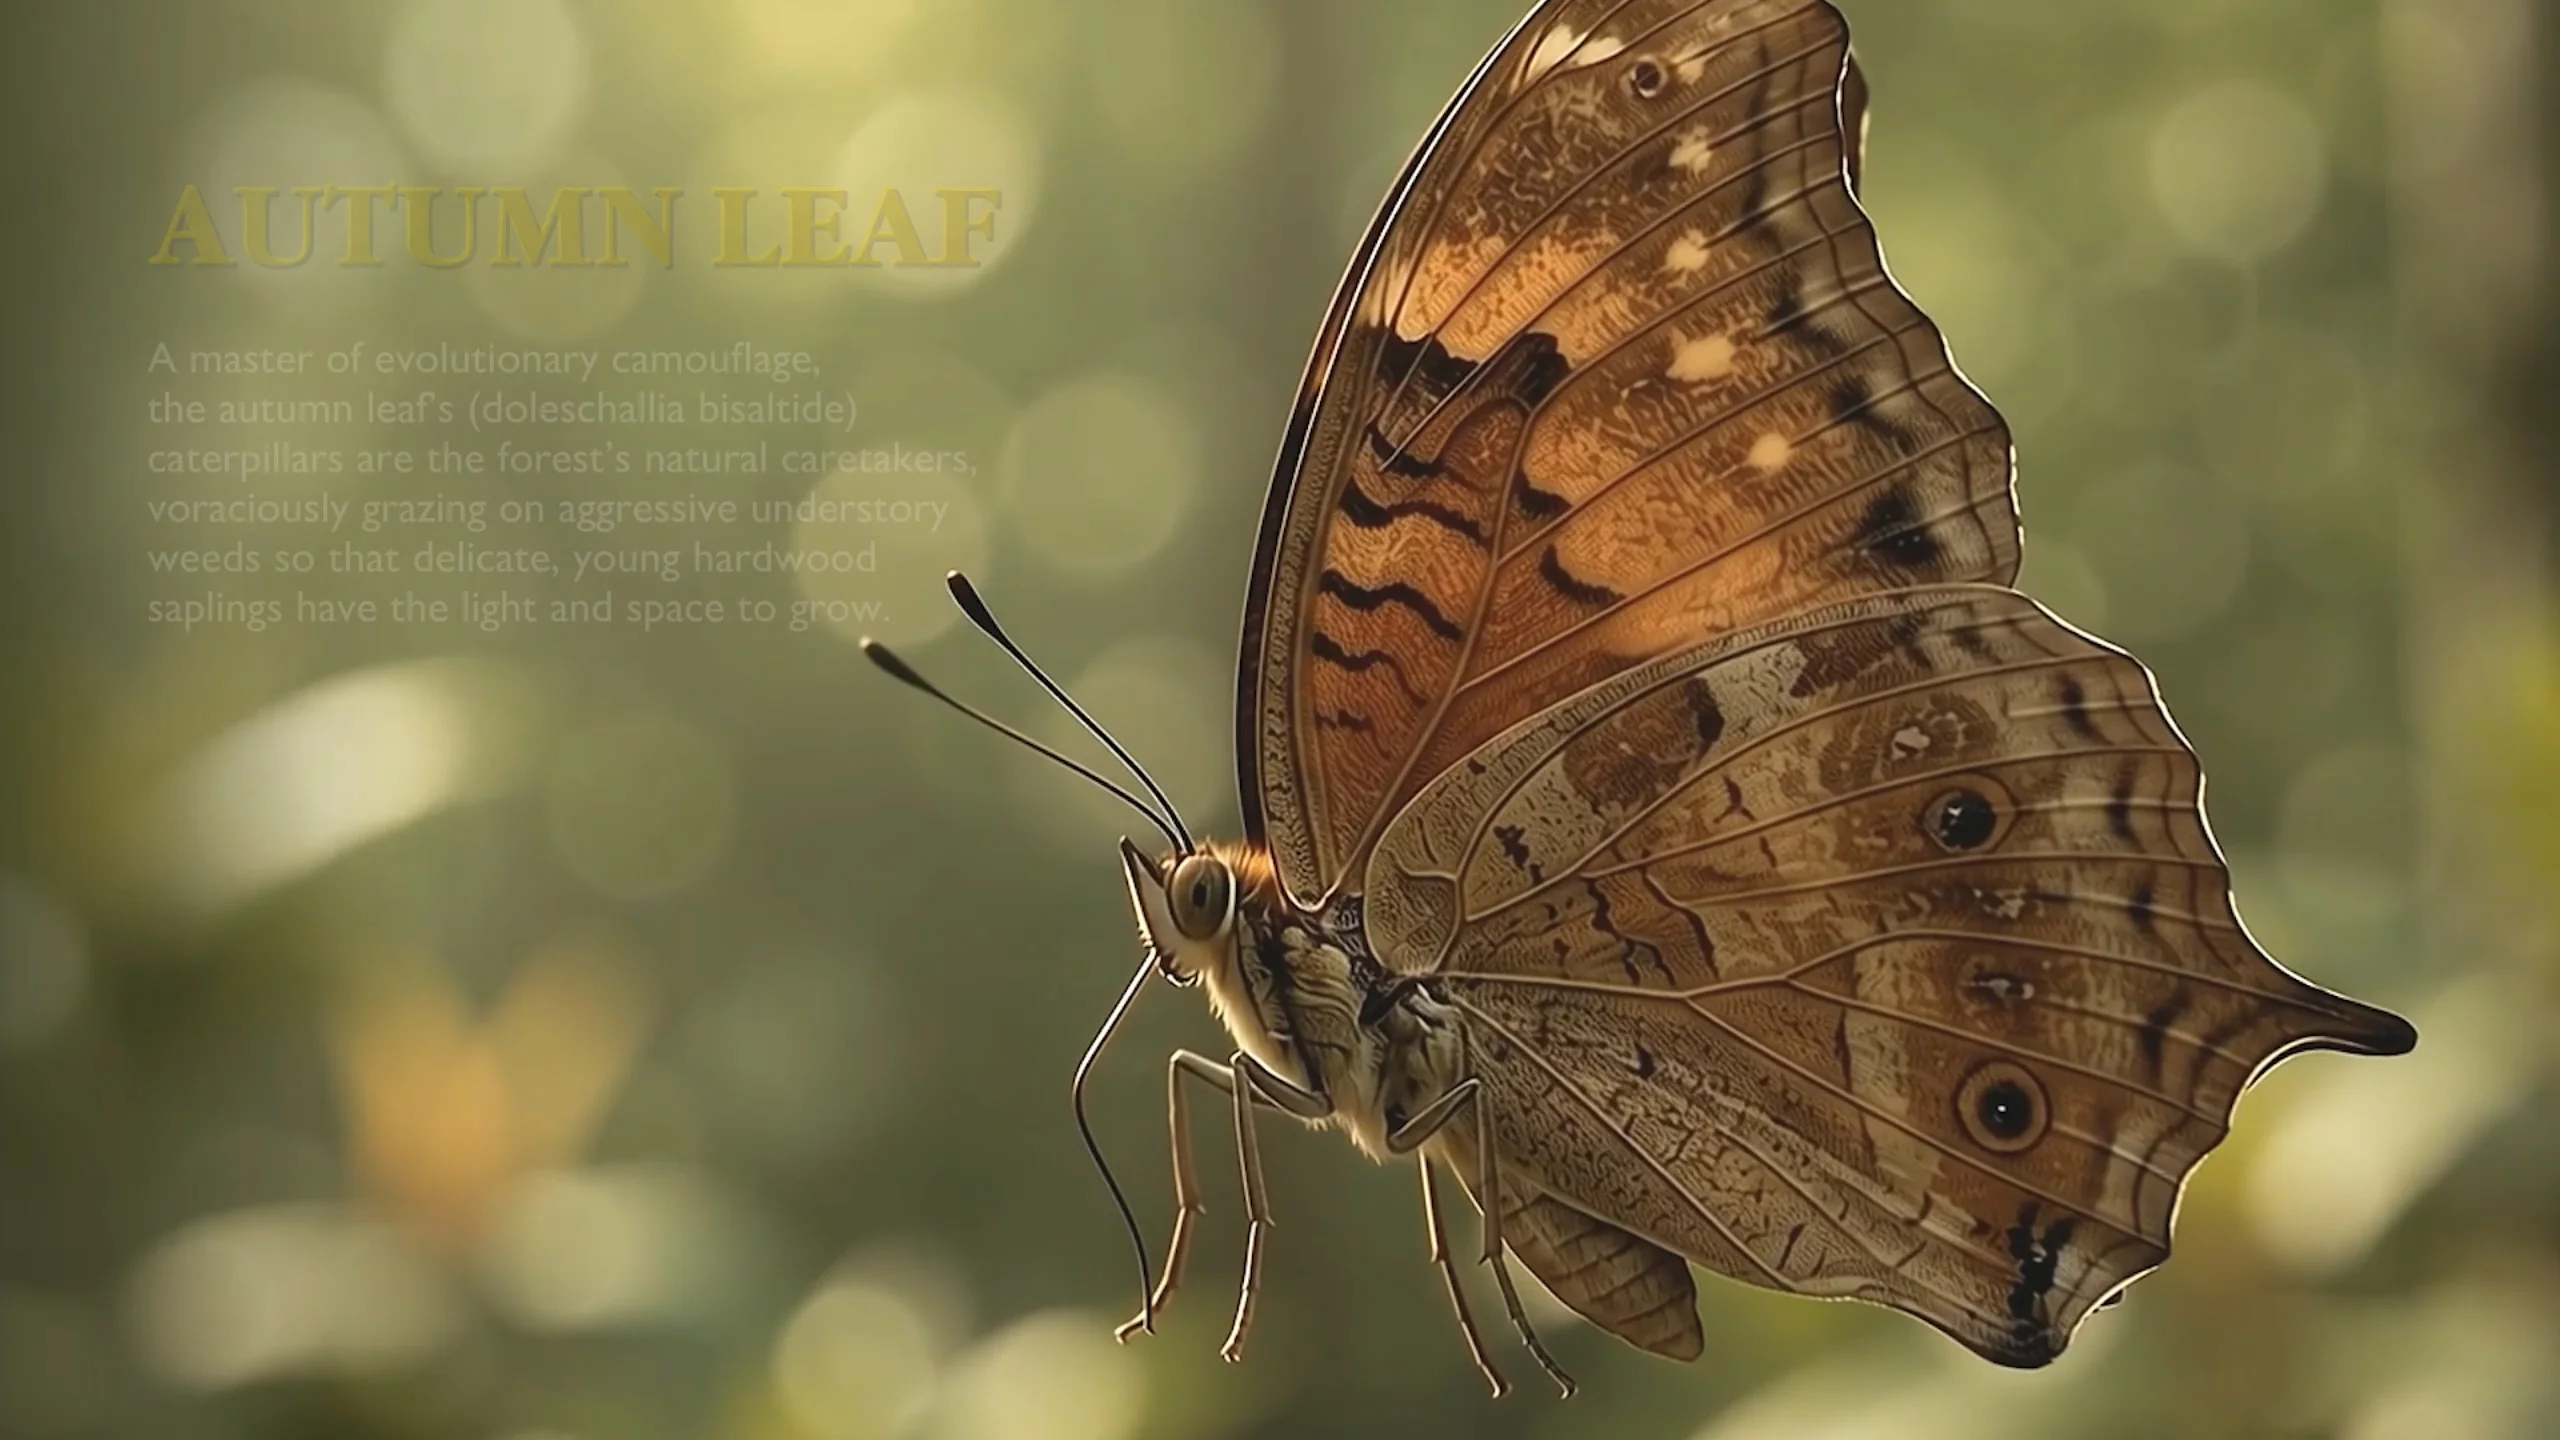 AUTUMN LEAF
A master of evolutionary camouflage,
the autumn leaf's (doleschallia bisaltide)
caterpillars are the forest's natural caretakers,
voraciously grazing on aggressive understory
weeds so that delicate, young hardwood
saplings have the light and space to grow.